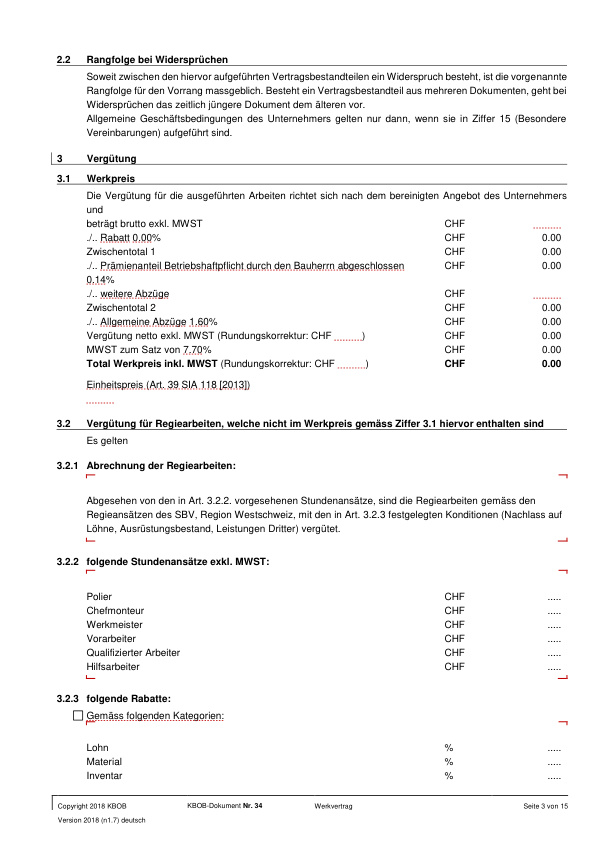 2.2 Rangfolge bei Widersprüchen
Soweit zwischen den hiervor aufgeführten Vertragsbestandteilen ein Widerspruch besteht, ist die vorgenannte
Rangfolge für den Vorrang massgeblich. Besteht ein Vertragsbestandteil aus mehreren Dokumenten, geht bei
Widersprüchen das zeitlich jüngere Dokument dem älteren vor.
Allgemeine Geschäftsbedingungen des Unternehmers gelten nur dann, wenn sie in Ziffer 15 (Besondere
Vereinbarungen) aufgeführt sind.
3 Vergütung
3.1 Werkpreis
Die Vergütung für die ausgeführten Arbeiten richtet sich nach dem bereinigten Angebot des Unternehmers
und
beträgt brutto exkl. MWST CHF .........
./.. Rabatt 0.00% CHF 0.00
Zwischentotal 1 CHF 0.00
./.. Prämienanteil Betriebshaftpflicht durch den Bauherrn abgeschlossen CHF 0.00
0.14%
./.. weitere Abzüge CHF .........
Zwischentotal 2 CHF 0.00
./.. Allgemeine Abzüge 1.60% CHF 0.00
Vergütung netto exkl. MWST (Rundungskorrektur: CHF .........) CHF 0.00
MWST zum Satz von 7.70% CHF 0.00
Total Werkpreis inkl. MWST (Rundungskorrektur: CHF .........) CHF 0.00
Einheitspreis (Art. 39 SIA 118 [2013])
.........
3.2 Vergütung für Regiearbeiten, welche nicht im Werkpreis gemäss Ziffer 3.1 hiervor enthalten sind
Es gelten
3.2.1 Abrechnung der Regiearbeiten:
Abgesehen von den in Art. 3.2.2. vorgesehenen Stundenansätze, sind die Regiearbeiten gemäss den
Regieansätzen des SBV, Region Westschweiz, mit den in Art. 3.2.3 festgelegten Konditionen (Nachlass auf
Löhne, Ausrüstungsbestand, Leistungen Dritter) vergütet.
3.2.2 folgende Stundenansätze exkl. MWST:
Polier CHF .....
Chefmonteur CHF .....
Werkmeister CHF .....
Vorarbeiter CHF .....
Qualifizierter Arbeiter CHF .....
Hilfsarbeiter CHF .....
3.2.3 folgende Rabatte:
☐ Gemäss folgenden Kategorien:
Lohn % .....
Material % .....
Inventar % .....
Copyright 2018 KBOB KBOB-Dokument Nr. 34 Werkvertrag Seite 3 von 15
Version 2018 (n1.7) deutsch